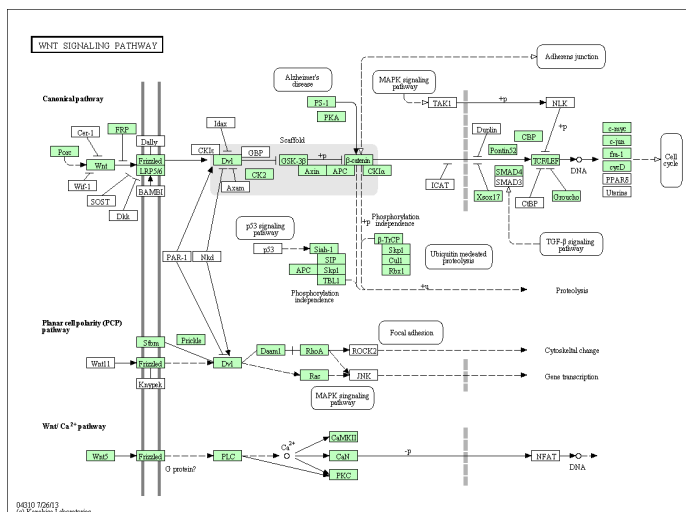 WNT SIGNALING PATHWAY
Adherens junction
Alzheimer's
disease
MAPK signaling
pathway
Canonical pathway
PS-1
PKA
TAK1
+p
NLK
Cer-1
FRP
Dally
Idax
CKIε
GBP
Scaffold
+p
Duplin
CBP
Pontin52
+p
c-myc
c-jun
fra-1
cycD
PPARδ
Uterine
Cell
cycle
Porc
Wnt
Frizzled
LRP5/6
Dvl
GSK-3β
β-catenin
TCF/LEF
DNA
CK2
Axin
APC
CKIα
SMAD4
SMAD3
Wif-1
SOST
Dkk
BAMBI
Axam
ICAT
Xsox17
CtBP
Groucho
p53 signaling
pathway
+p
Phosphorylation
independence
TGF-β signaling
pathway
PAR-1
Nkd
p53
Siah-1
SIP
APC
Skp1
TBL1
β-TrCP
Skp1
Cul1
Rbx1
Ubiquitin medeated
proteolysis
Phosphorylation
independence
+u
Proteolysis
Planar cell polarity (PCP)
pathway
Focal adhesion
Stbm
Prickle
Daam1
RhoA
ROCK2
Cytoskeltal change
Wnt11
Frizzled
Dvl
Rac
JNK
Gene transcription
Knypek
MAPK singnaling
pathway
Wnt/ Ca2+ pathway
CaMKII
Ca2+
Wnt5
Frizzled
PLC
CaN
-p
NFAT
DNA
G protein?
PKC
04310 7/26/13
(c) Kanehisa Laboratories